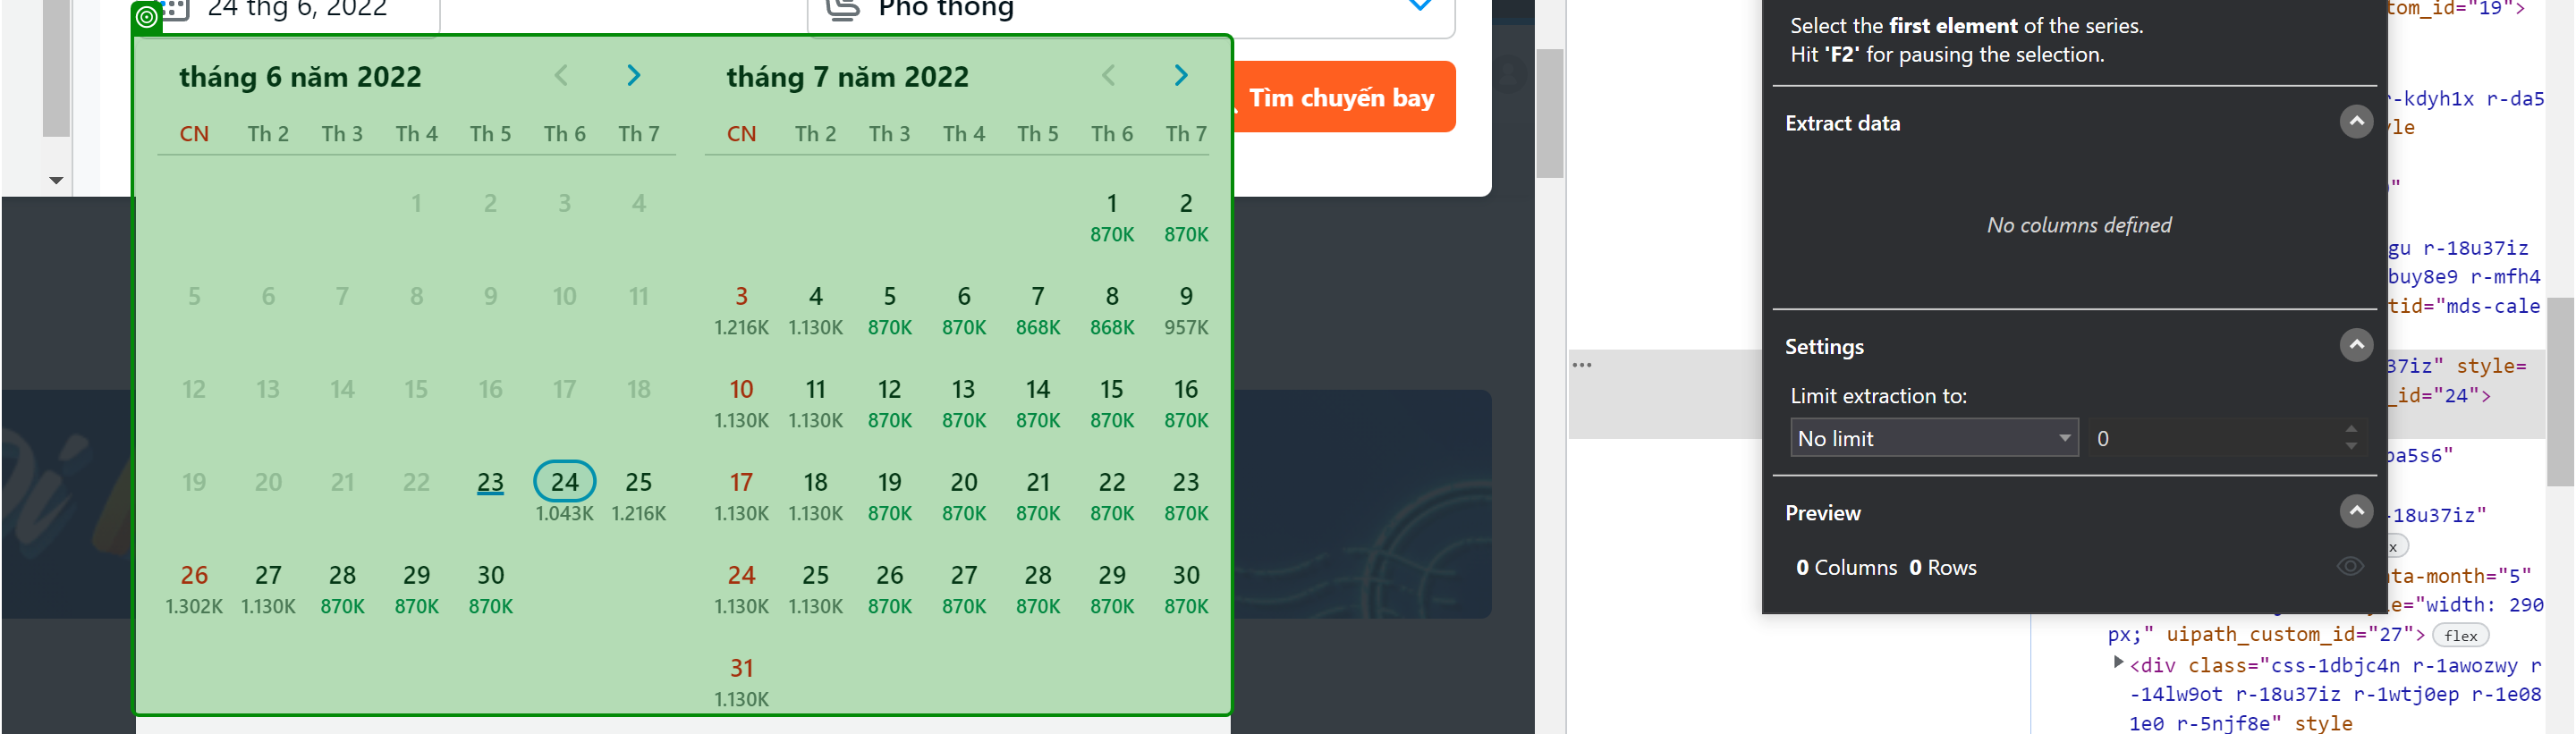 24 thg 6, 2022
Phổ thông
Tìm chuyến bay
tháng 6 năm 2022
CN Th 2 Th 3 Th 4 Th 5 Th 6 Th 7
1 2 3 4
5 6 7 8 9 10 11
12 13 14 15 16 17 18
19 20 21 22 23 24 25
1.043K 1.216K
26 27 28 29 30
1.302K 1.130K 870K 870K 870K
tháng 7 năm 2022
CN Th 2 Th 3 Th 4 Th 5 Th 6 Th 7
1 2
870K 870K
3 4 5 6 7 8 9
1.216K 1.130K 870K 870K 868K 868K 957K
10 11 12 13 14 15 16
1.130K 1.130K 870K 870K 870K 870K 870K
17 18 19 20 21 22 23
1.130K 1.130K 870K 870K 870K 870K 870K
24 25 26 27 28 29 30
1.130K 1.130K 870K 870K 870K 870K 870K
31
1.130K
Select the first element of the series.
Hit 'F2' for pausing the selection.
Extract data
No columns defined
Settings
Limit extraction to:
No limit 0
Preview
0 Columns 0 Rows
tom_id="19">
r-kdyh1x r-da5
yle
"
gu r-18u37iz
buy8e9 r-mfh4
tid="mds-cale
...
37iz" style=
_id="24">
pa5s6"
-18u37iz"
x
ata-month="5"
le="width: 290
px;" uipath_custom_id="27"> flex
<div class="css-1dbjc4n r-1awozwy r
-14lw9ot r-18u37iz r-1wtj0ep r-1e08
1e0 r-5njf8e" style